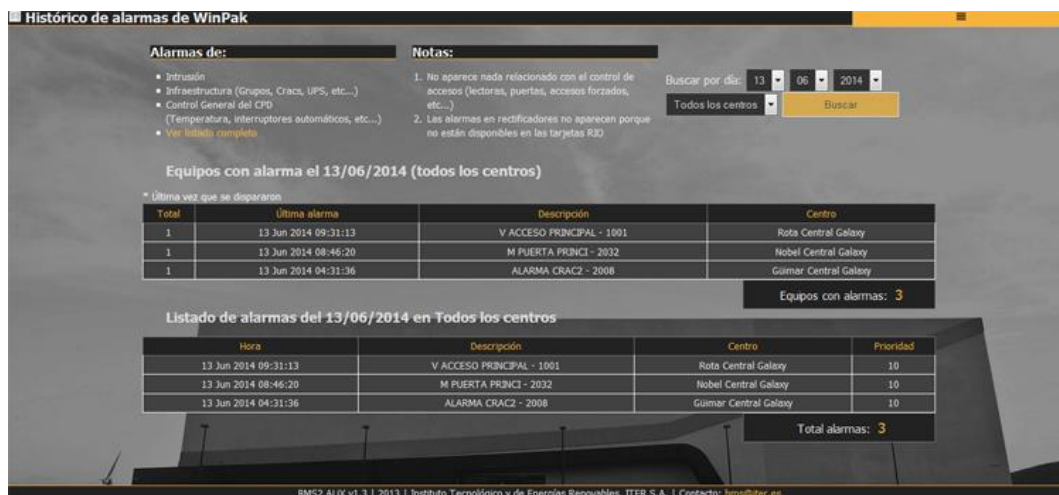 Histórico de alarmas de WinPak
Alarmas de:
Intrusión
Infraestructura (Grupos, Cracs, UPS, etc...)
Control General del CPD
(Temperatura, interruptores automáticos, etc...)
Ver listado completo
Notas:
1. No aparece nada relacionado con el control de
accesos (lectoras, puertas, accesos forzados,
etc...)
2. Las alarmas en rectificadores no aparecen porque
no están disponibles en las tarjetas RIO
Buscar por día: 13 06 2014
Todos los centros Buscar
Equipos con alarma el 13/06/2014 (todos los centros)
* Última vez que se dispararon
Total Última alarma Descripción Centro
1 13 Jun 2014 09:31:13 V ACCESO PRINCIPAL - 1001 Rota Central Galaxy
1 13 Jun 2014 08:46:20 M PUERTA PRINCI - 2032 Nobel Central Galaxy
1 13 Jun 2014 04:31:36 ALARMA CRAC2 - 2008 Güimar Central Galaxy
Equipos con alarmas: 3
Listado de alarmas del 13/06/2014 en Todos los centros
Hora Descripción Centro Prioridad
13 Jun 2014 09:31:13 V ACCESO PRINCIPAL - 1001 Rota Central Galaxy 10
13 Jun 2014 08:46:20 M PUERTA PRINCI - 2032 Nobel Central Galaxy 10
13 Jun 2014 04:31:36 ALARMA CRAC2 - 2008 Güimar Central Galaxy 10
Total alarmas: 3
BMS2 ALiX v1.3 | 2013 | Instituto Tecnológico y de Energías Renovables, ITER S.A. | Contacto: bms@iter.es